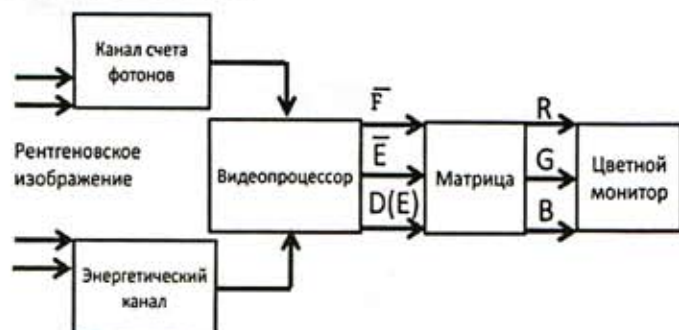 Канал счета
фотонов
Рентгеновское
изображение
Энергетический
канал
Видеопроцессор
F̅
E̅
D(E)
Матрица
R
G
B
Цветной
монитор